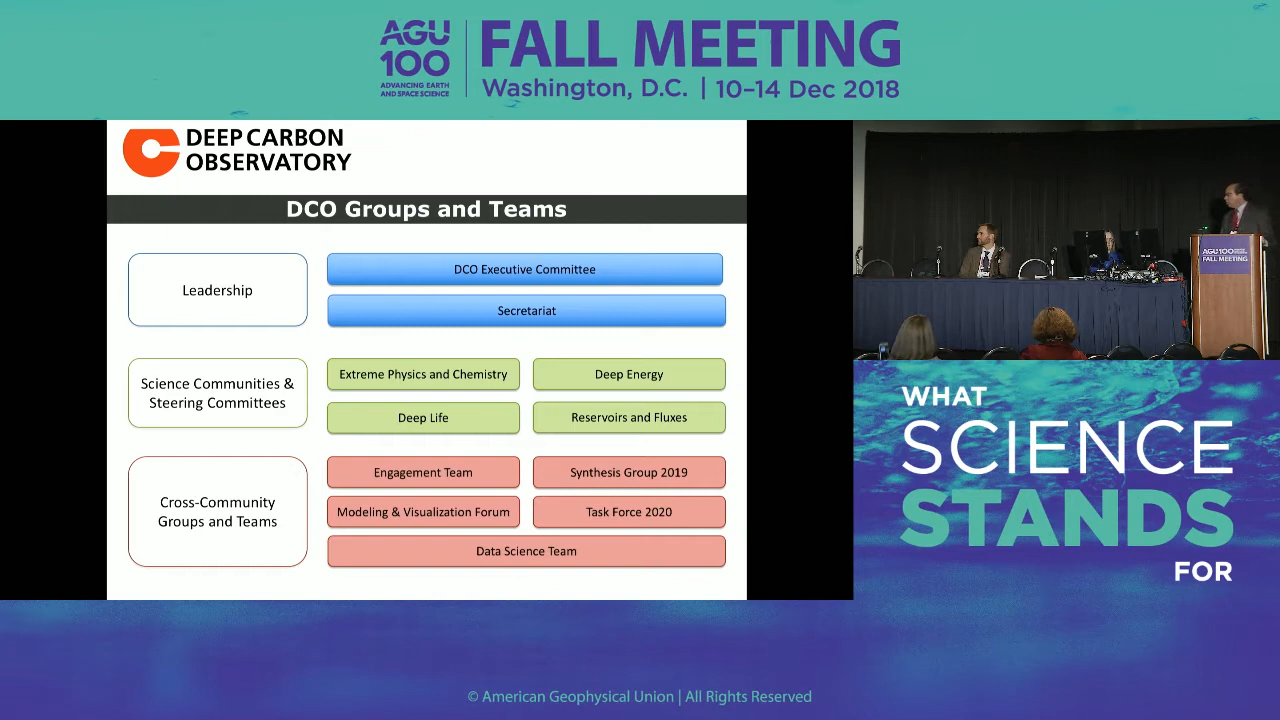 AGU
100
ADVANCING EARTH
AND SPACE SCIENCE
FALL MEETING
Washington, D.C. | 10–14 Dec 2018
DEEP CARBON
OBSERVATORY
DCO Groups and Teams
Leadership
DCO Executive Committee
Secretariat
Science Communities &
Steering Committees
Extreme Physics and Chemistry
Deep Energy
Deep Life
Reservoirs and Fluxes
Cross-Community
Groups and Teams
Engagement Team
Synthesis Group 2019
Modeling & Visualization Forum
Task Force 2020
Data Science Team
AGU100
FALL MEETING
WHAT
SCIENCE
STANDS
FOR
© American Geophysical Union | All Rights Reserved